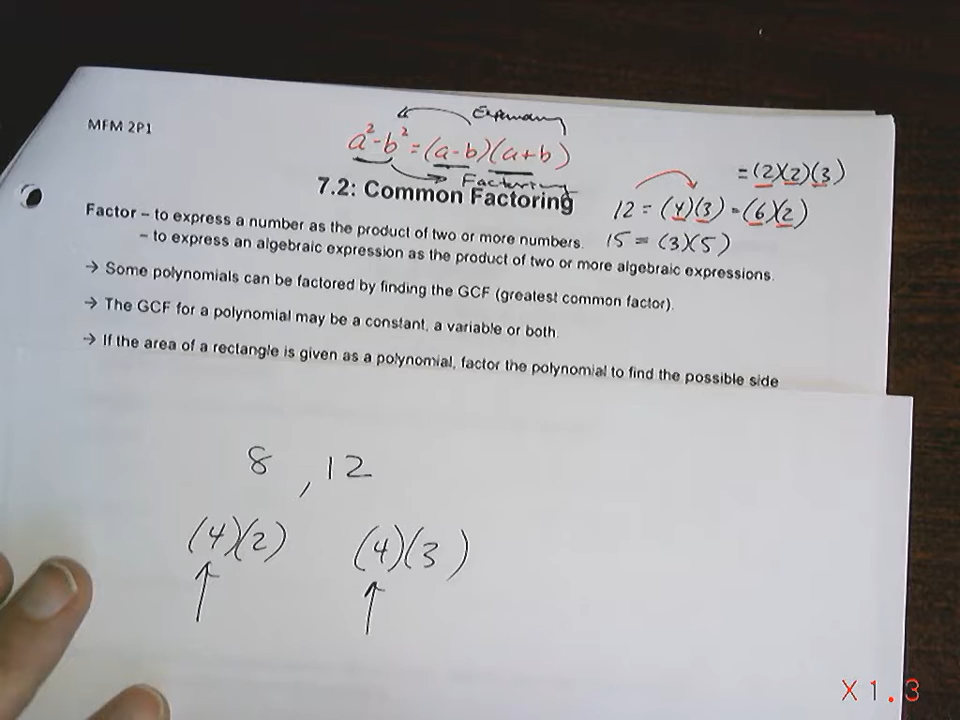 MFM 2P1
Expanding
a² - b² = (a-b)(a+b)
Factoring
7.2: Common Factoring
= (2)(2)(3)
12 = (4)(3) = (6)(2)
15 = (3)(5)
Factor – to express a number as the product of two or more numbers.
– to express an algebraic expression as the product of two or more algebraic expressions.
→ Some polynomials can be factored by finding the GCF (greatest common factor).
→ The GCF for a polynomial may be a constant, a variable or both.
→ If the area of a rectangle is given as a polynomial, factor the polynomial to find the possible side
8 , 12
(4)(2) (4)(3)
X1.3